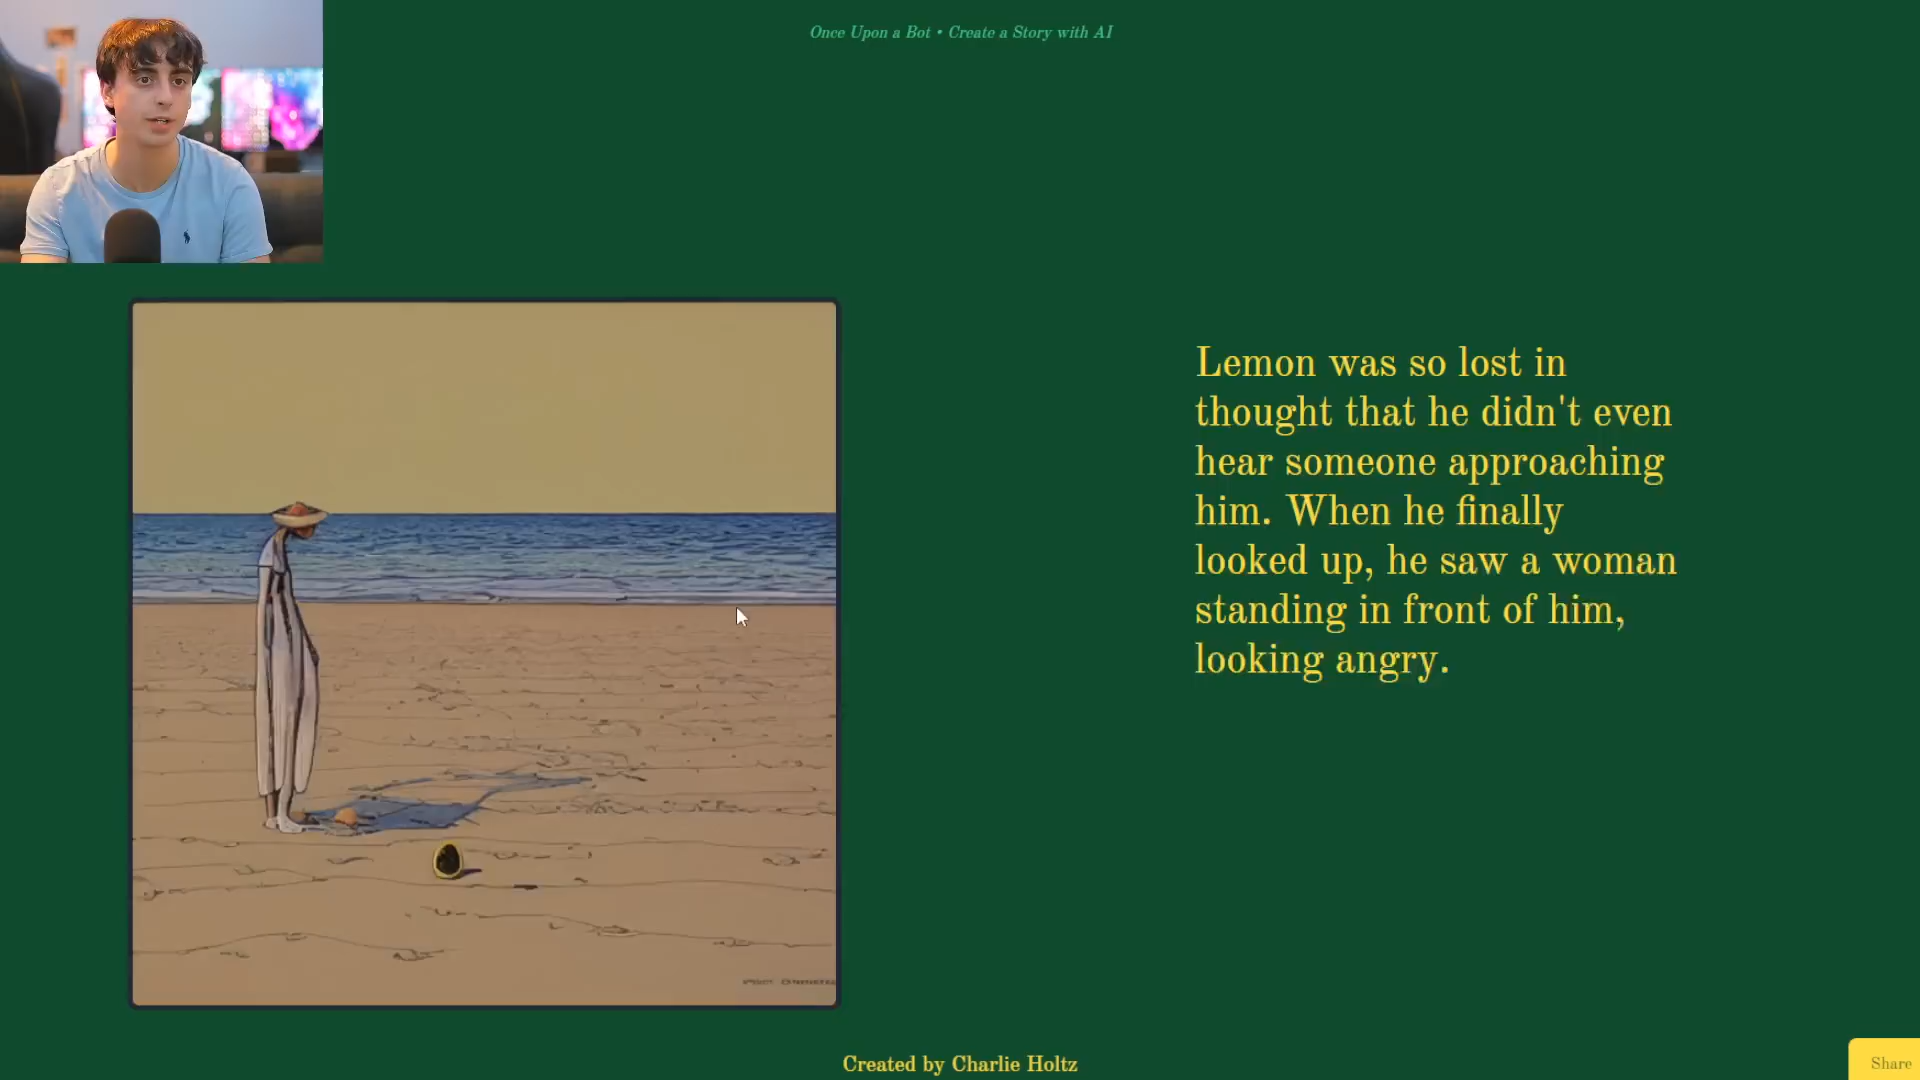 Once Upon a Bot • Create a Story with AI
Lemon was so lost in
thought that he didn't even
hear someone approaching
him. When he finally
looked up, he saw a woman
standing in front of him,
looking angry.
Created by Charlie Holtz
Share